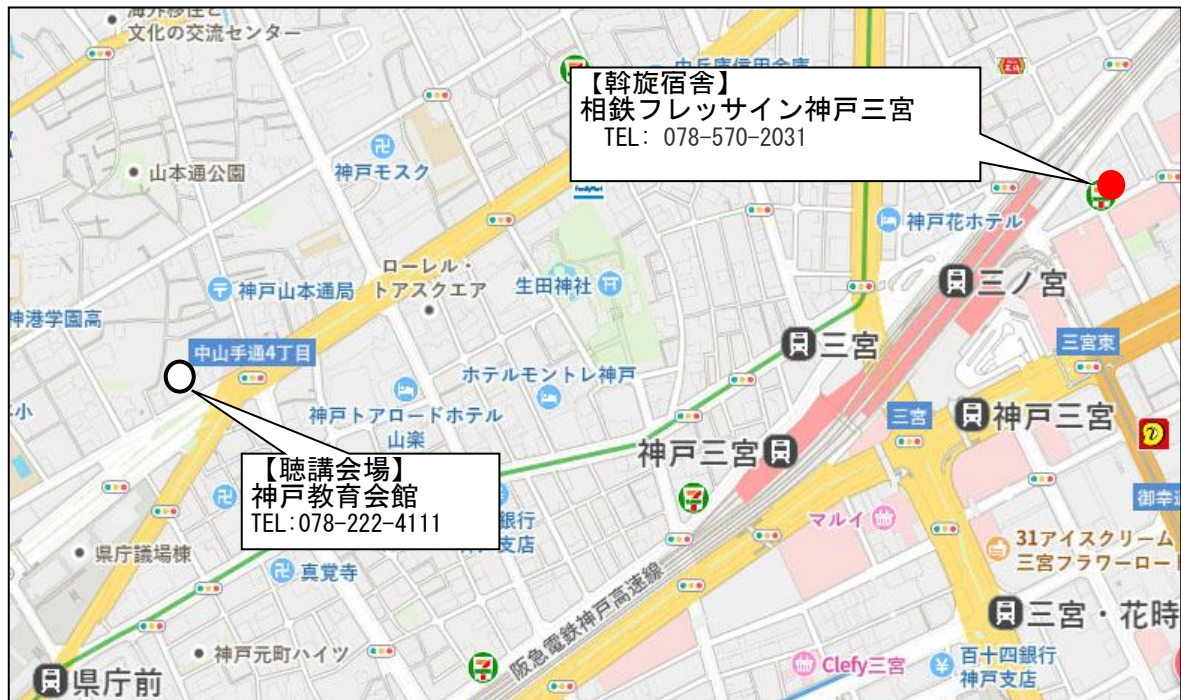 文化の交流センター
【斡旋宿舎】
相鉄フレッサイン神戸三宮
TEL: 078-570-2031
神戸モスク
山本通公園
FamilyMart
神戸花ホテル
ローレル・
トアスクエア
神戸山本通局
生田神社
三ノ宮
神港学園高
中山手通4丁目
三宮
三宮東
ホテルモントレ神戸
神戸トアロードホテル
山楽
三宮
神戸三宮
神戸三宮
【聴講会場】
神戸教育会館
TEL:078-222-4111
銀行
支店
マルイ
県庁議場棟
真覚寺
31アイスクリーム
三宮フラワーロー
阪急電鉄神戸高速線
三宮・花時
神戸元町ハイツ
県庁前
Clefy三宮
百十四銀行
神戸支店